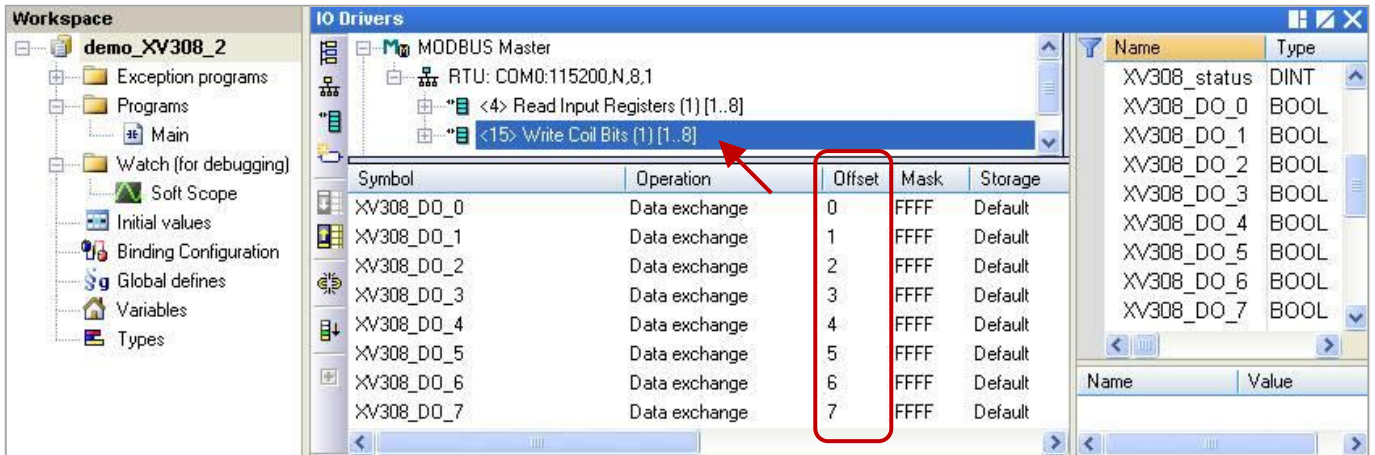 Workspace
demo_XV308_2
Exception programs
Programs
Main
Watch (for debugging)
Soft Scope
Initial values
Binding Configuration
Global defines
Variables
Types
IO Drivers
MODBUS Master
RTU: COM0:115200,N,8,1
<4> Read Input Registers (1) [1..8]
<15> Write Coil Bits (1) [1..8]
Symbol Operation Offset Mask Storage
XV308_DO_0 Data exchange 0 FFFF Default
XV308_DO_1 Data exchange 1 FFFF Default
XV308_DO_2 Data exchange 2 FFFF Default
XV308_DO_3 Data exchange 3 FFFF Default
XV308_DO_4 Data exchange 4 FFFF Default
XV308_DO_5 Data exchange 5 FFFF Default
XV308_DO_6 Data exchange 6 FFFF Default
XV308_DO_7 Data exchange 7 FFFF Default
Name Type
XV308_status DINT
XV308_DO_0 BOOL
XV308_DO_1 BOOL
XV308_DO_2 BOOL
XV308_DO_3 BOOL
XV308_DO_4 BOOL
XV308_DO_5 BOOL
XV308_DO_6 BOOL
XV308_DO_7 BOOL
Name Value